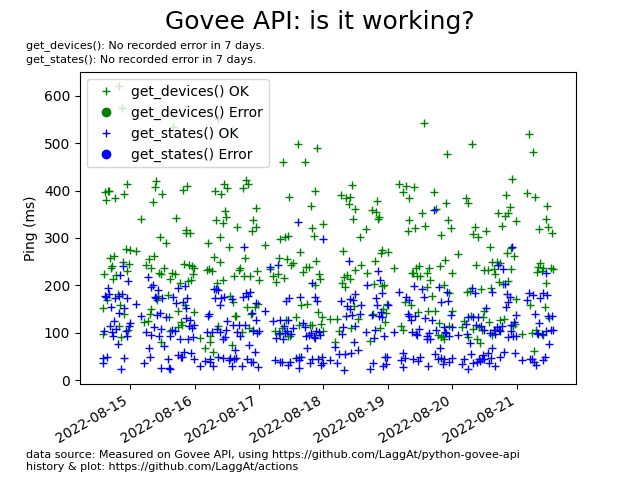 Govee API: is it working?
get_devices(): No recorded error in 7 days.
get_states(): No recorded error in 7 days.
get_devices() OK
get_devices() Error
get_states() OK
get_states() Error
Ping (ms)
600
500
400
300
200
100
0
2022-08-15
2022-08-16
2022-08-17
2022-08-18
2022-08-19
2022-08-20
2022-08-21
data source: Measured on Govee API, using https://github.com/LaggAt/python-govee-api
history & plot: https://github.com/LaggAt/actions